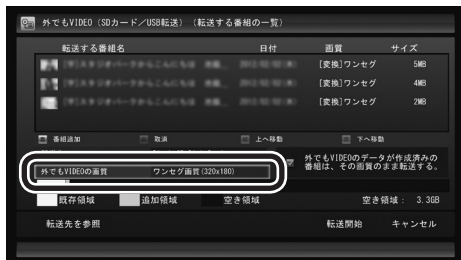 外でもVIDEO (SDカード/USB転送) (転送する番組の一覧)
転送する番組名 日付 画質 サイズ
[変換]ワンセグ 5MB
[変換]ワンセグ 4MB
[変換]ワンセグ 2MB
番組追加 取消 上へ移動 下へ移動
外でもVIDEOの画質 ワンセグ画質(320x180)
外でもVIDEOのデータが作成済みの
番組は、その画質のまま転送する。
既存領域 追加領域 空き領域 空き領域: 3.3GB
転送先を参照 転送開始 キャンセル